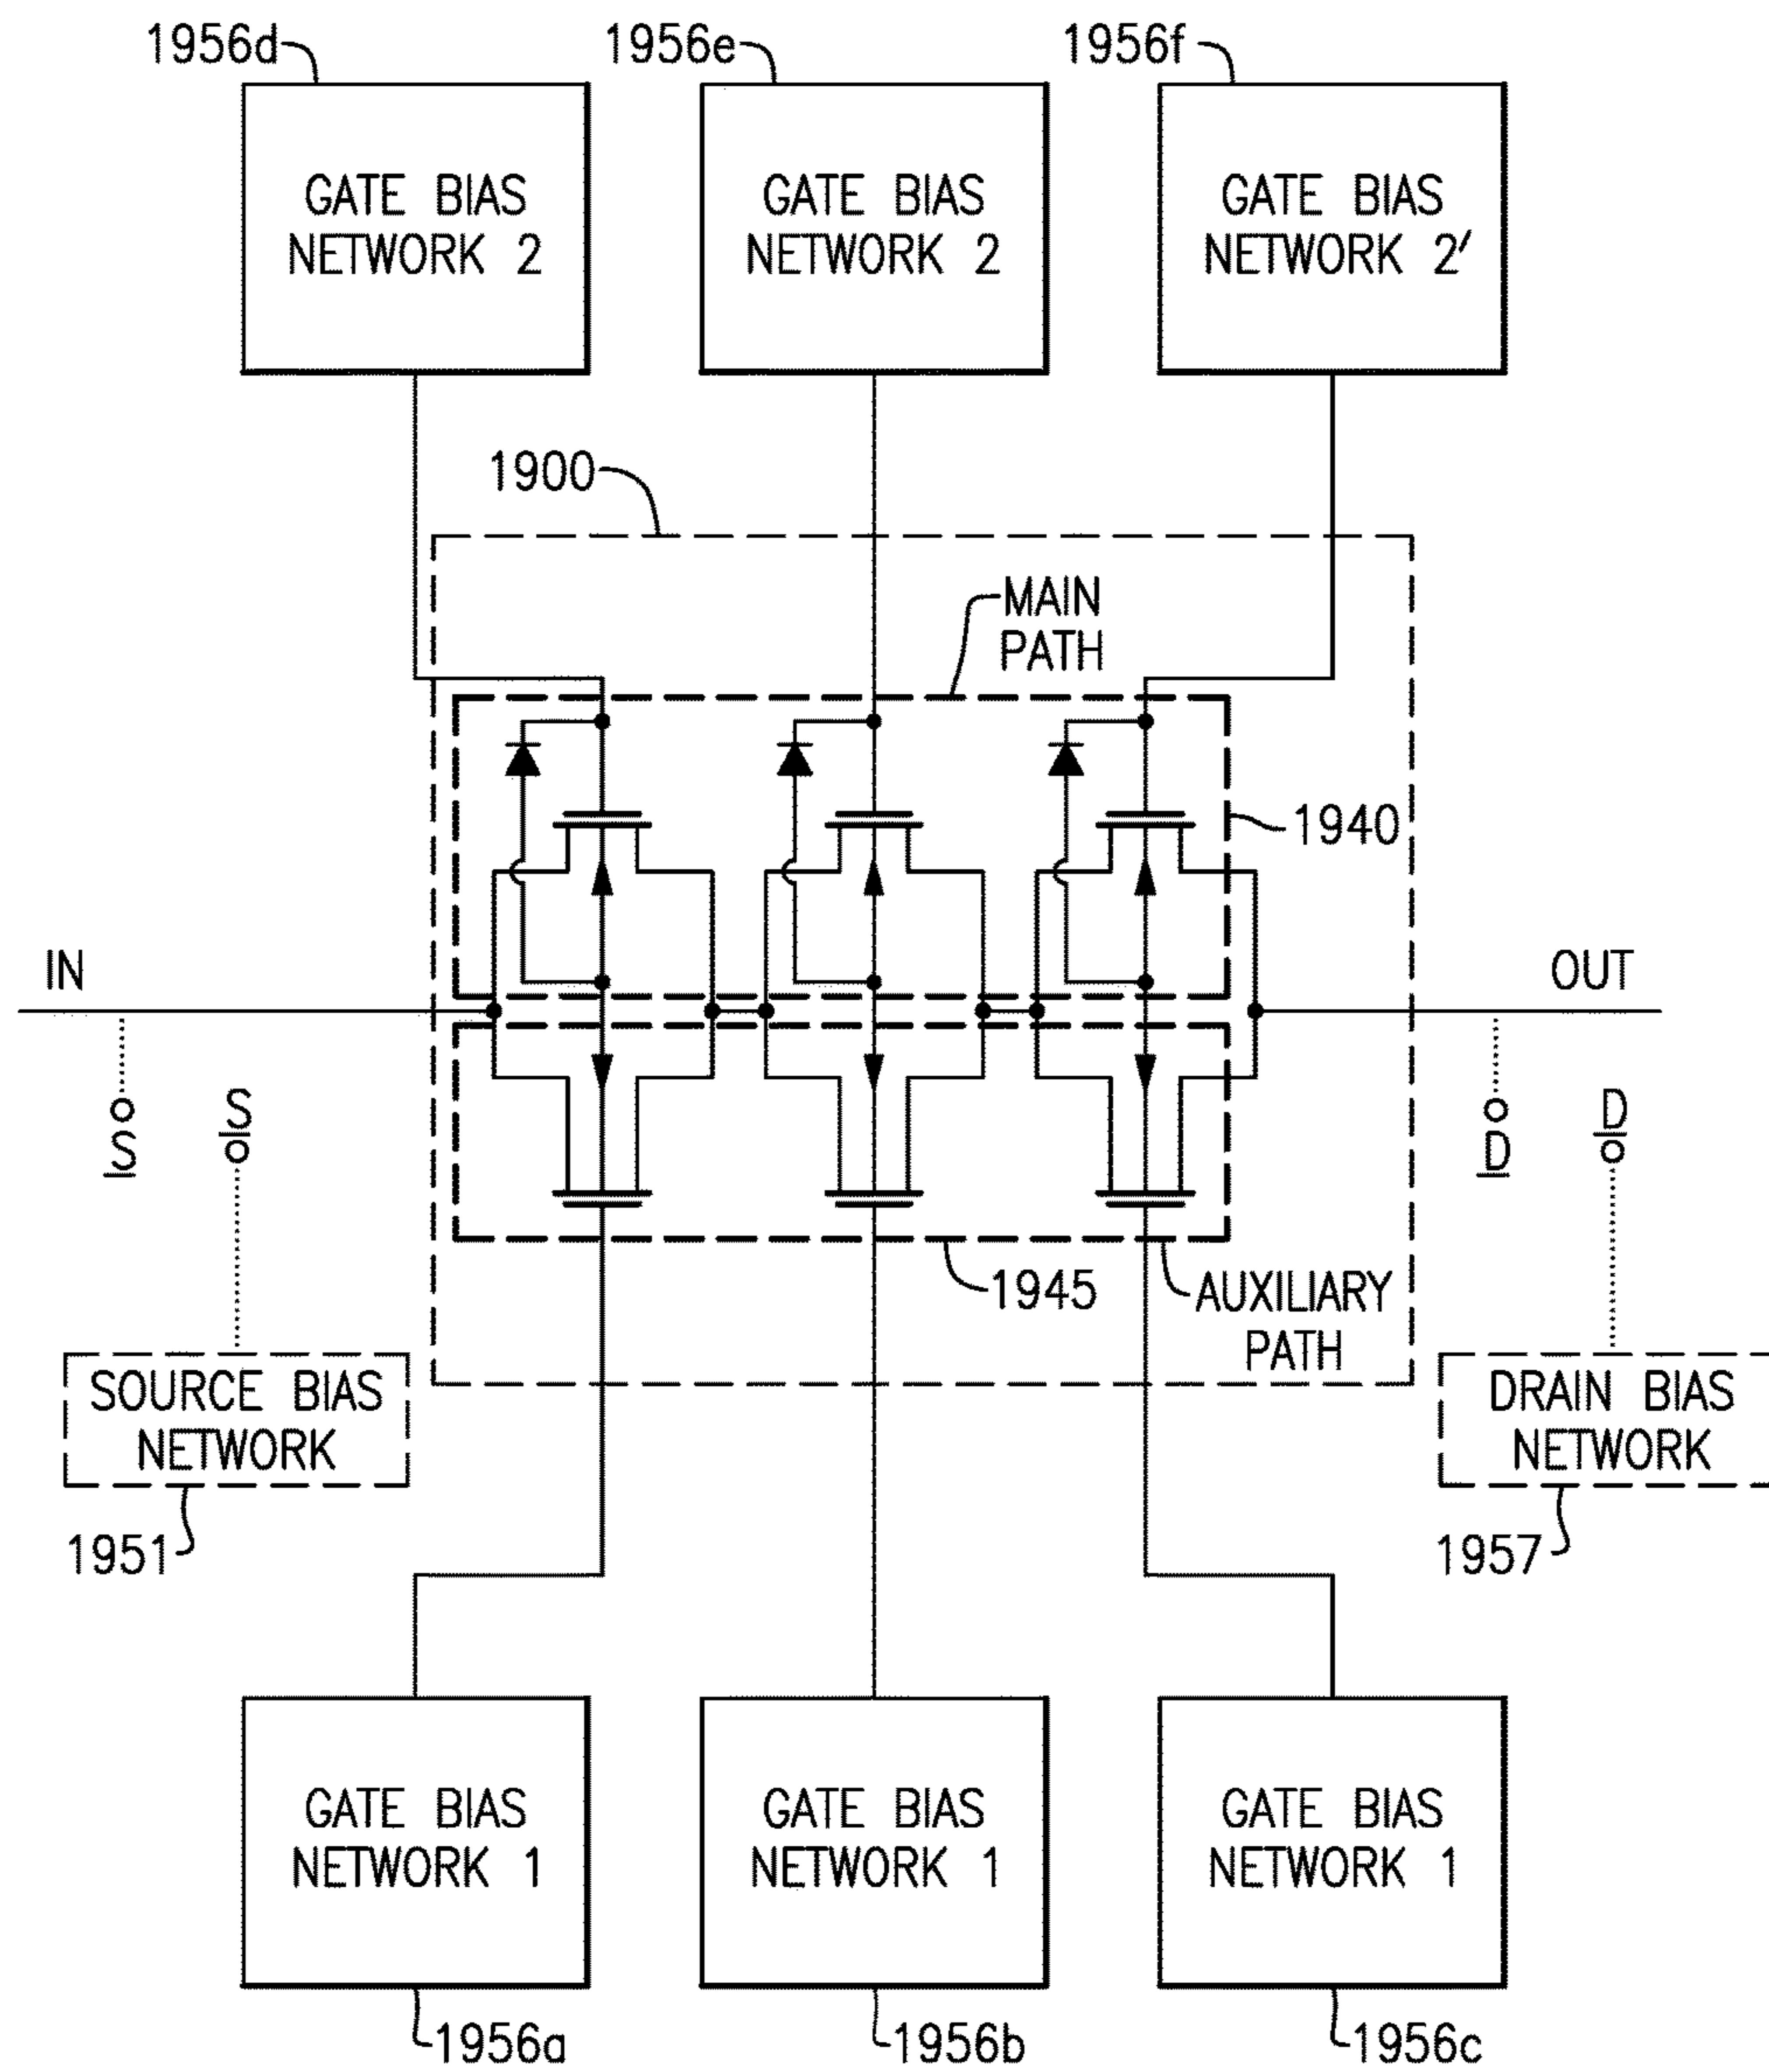 1956d
1956e
1956f
GATE BIAS
NETWORK 2
GATE BIAS
NETWORK 2
GATE BIAS
NETWORK 2′
1900
MAIN
PATH
1940
IN
OUT
S
S
D
D
1945
AUXILIARY
PATH
SOURCE BIAS
NETWORK
DRAIN BIAS
NETWORK
1951
1957
GATE BIAS
NETWORK 1
GATE BIAS
NETWORK 1
GATE BIAS
NETWORK 1
1956a
1956b
1956c